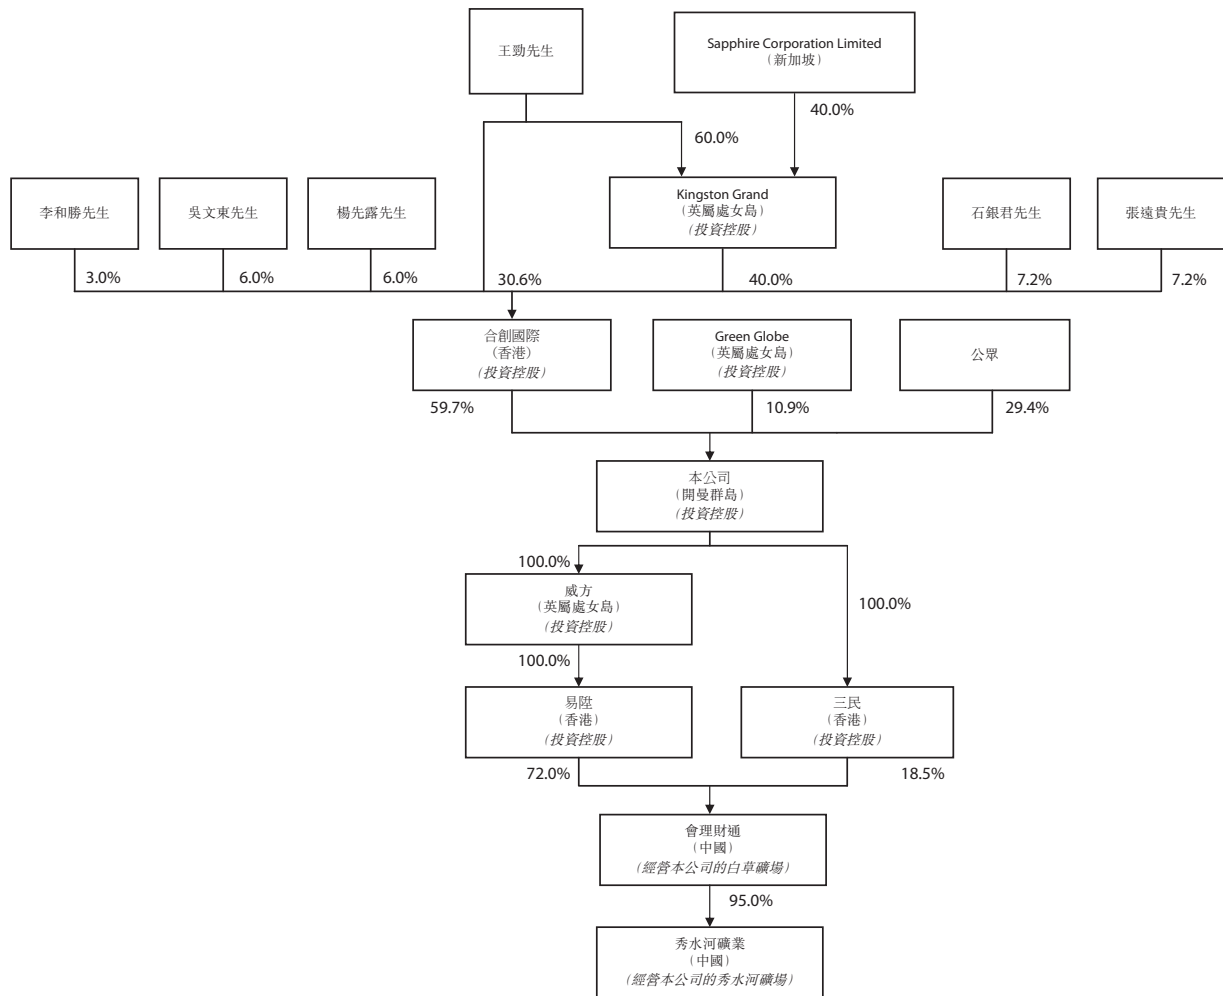 王勁先生
Sapphire Corporation Limited
（新加坡）
40.0%
60.0%
李和勝先生
吳文東先生
楊先露先生
Kingston Grand
（英屬處女島）
（投資控股）
石銀君先生
張遠貴先生
3.0%
6.0%
6.0%
30.6%
40.0%
7.2%
7.2%
合創國際
（香港）
（投資控股）
Green Globe
（英屬處女島）
（投資控股）
公眾
59.7%
10.9%
29.4%
本公司
（開曼群島）
（投資控股）
100.0%
威方
（英屬處女島）
（投資控股）
100.0%
100.0%
易陞
（香港）
（投資控股）
三民
（香港）
（投資控股）
72.0%
18.5%
會理財通
（中國）
（經營本公司的白草礦場）
95.0%
秀水河礦業
（中國）
（經營本公司的秀水河礦場）